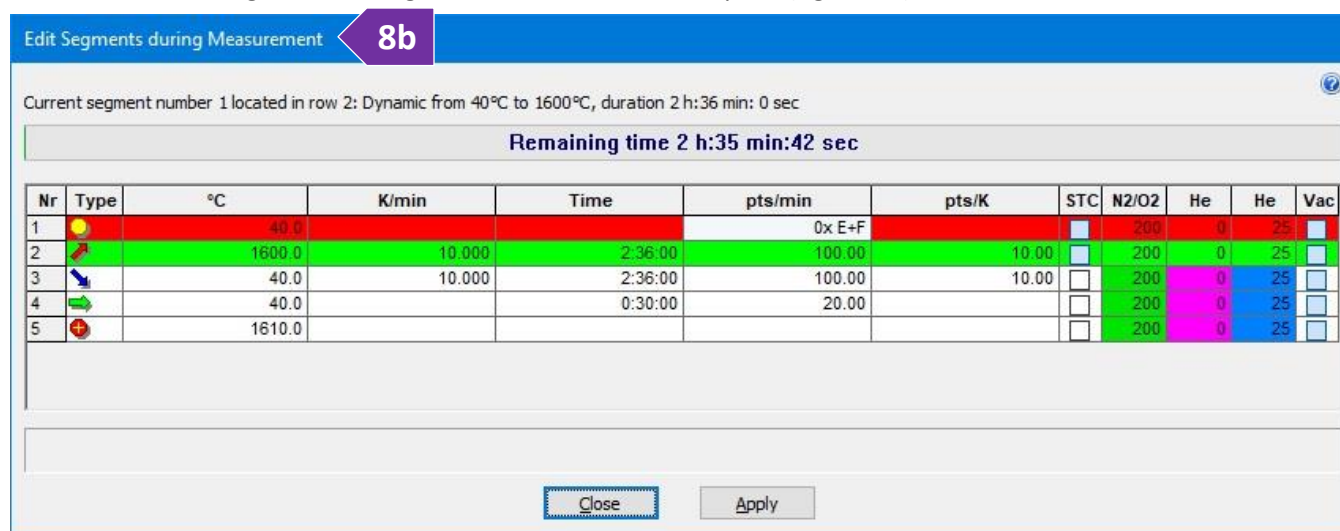 Edit Segments during Measurement 8b
Current segment number 1 located in row 2: Dynamic from 40°C to 1600°C, duration 2 h:36 min: 0 sec
Remaining time 2 h:35 min:42 sec
Nr Type °C K/min Time pts/min pts/K STC N2/O2 He He Vac
1 40.0 0x E+F 200 0 25
2 1600.0 10.000 2:36:00 100.00 10.00 200 0 25
3 40.0 10.000 2:36:00 100.00 10.00 200 0 25
4 40.0 0:30:00 20.00 200 0 25
5 1610.0 200 0 25
Close Apply